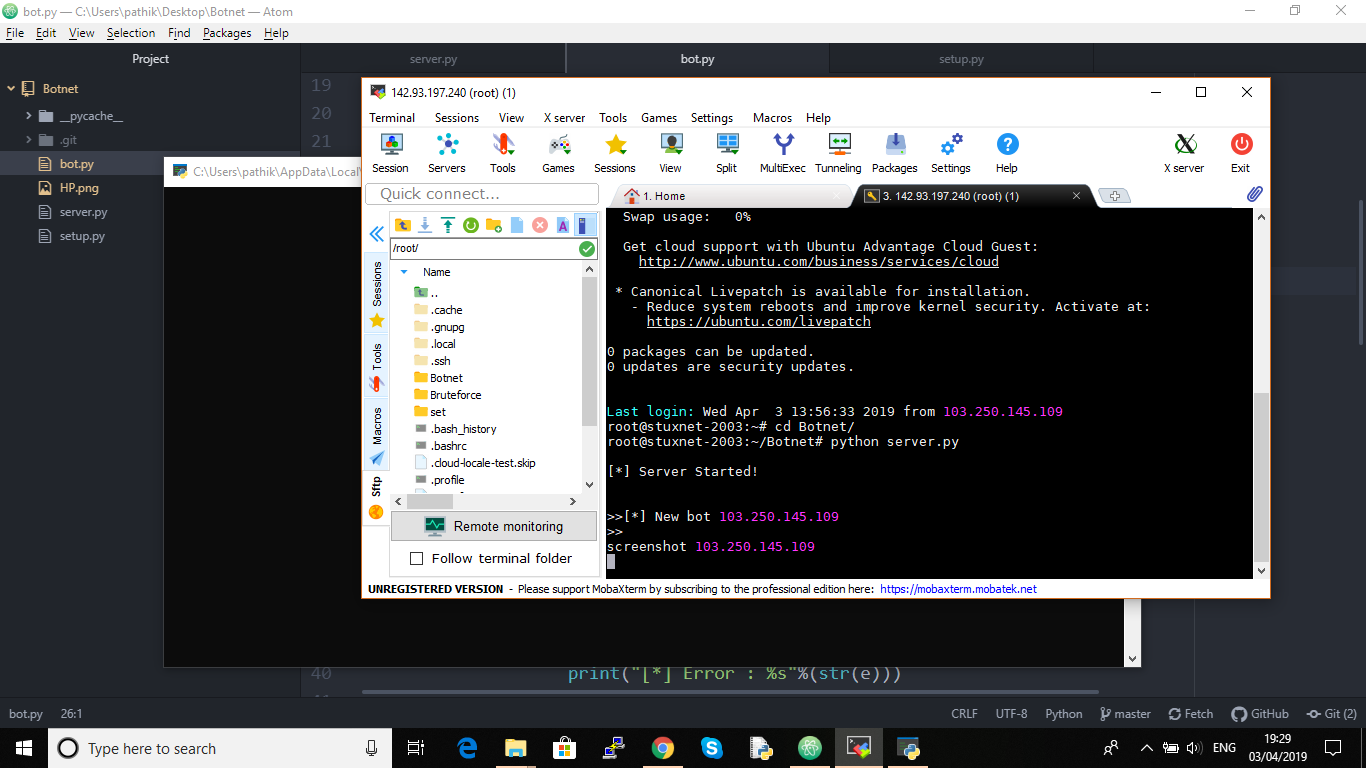 bot.py — C:\Users\pathik\Desktop\Botnet — Atom
File Edit View Selection Find Packages Help
Project
server.py
bot.py
setup.py
Botnet
__pycache__
.git
bot.py
HP.png
server.py
setup.py
19
20
21
C:\Users\pathik\AppData\Local\
142.93.197.240 (root) (1)
Terminal Sessions View X server Tools Games Settings Macros Help
Session Servers Tools Games Sessions View Split MultiExec Tunneling Packages Settings Help X server Exit
Quick connect...
1. Home
3. 142.93.197.240 (root) (1)
Sessions
Tools
Macros
Sftp
/root/
Name
..
.cache
.gnupg
.local
.ssh
Botnet
Bruteforce
set
.bash_history
.bashrc
.cloud-locale-test.skip
.profile
Remote monitoring
Follow terminal folder
Swap usage: 0%
Get cloud support with Ubuntu Advantage Cloud Guest:
http://www.ubuntu.com/business/services/cloud
* Canonical Livepatch is available for installation.
- Reduce system reboots and improve kernel security. Activate at:
https://ubuntu.com/livepatch
0 packages can be updated.
0 updates are security updates.
Last login: Wed Apr 3 13:56:33 2019 from 103.250.145.109
root@stuxnet-2003:~# cd Botnet/
root@stuxnet-2003:~/Botnet# python server.py
[*] Server Started!
>>[*] New bot 103.250.145.109
>>
screenshot 103.250.145.109
UNREGISTERED VERSION - Please support MobaXterm by subscribing to the professional edition here: https://mobaxterm.mobatek.net
40 print("[*] Error : %s"%(str(e)))
bot.py 26:1 CRLF UTF-8 Python master Fetch GitHub Git (2)
Type here to search
ENG
19:29
03/04/2019